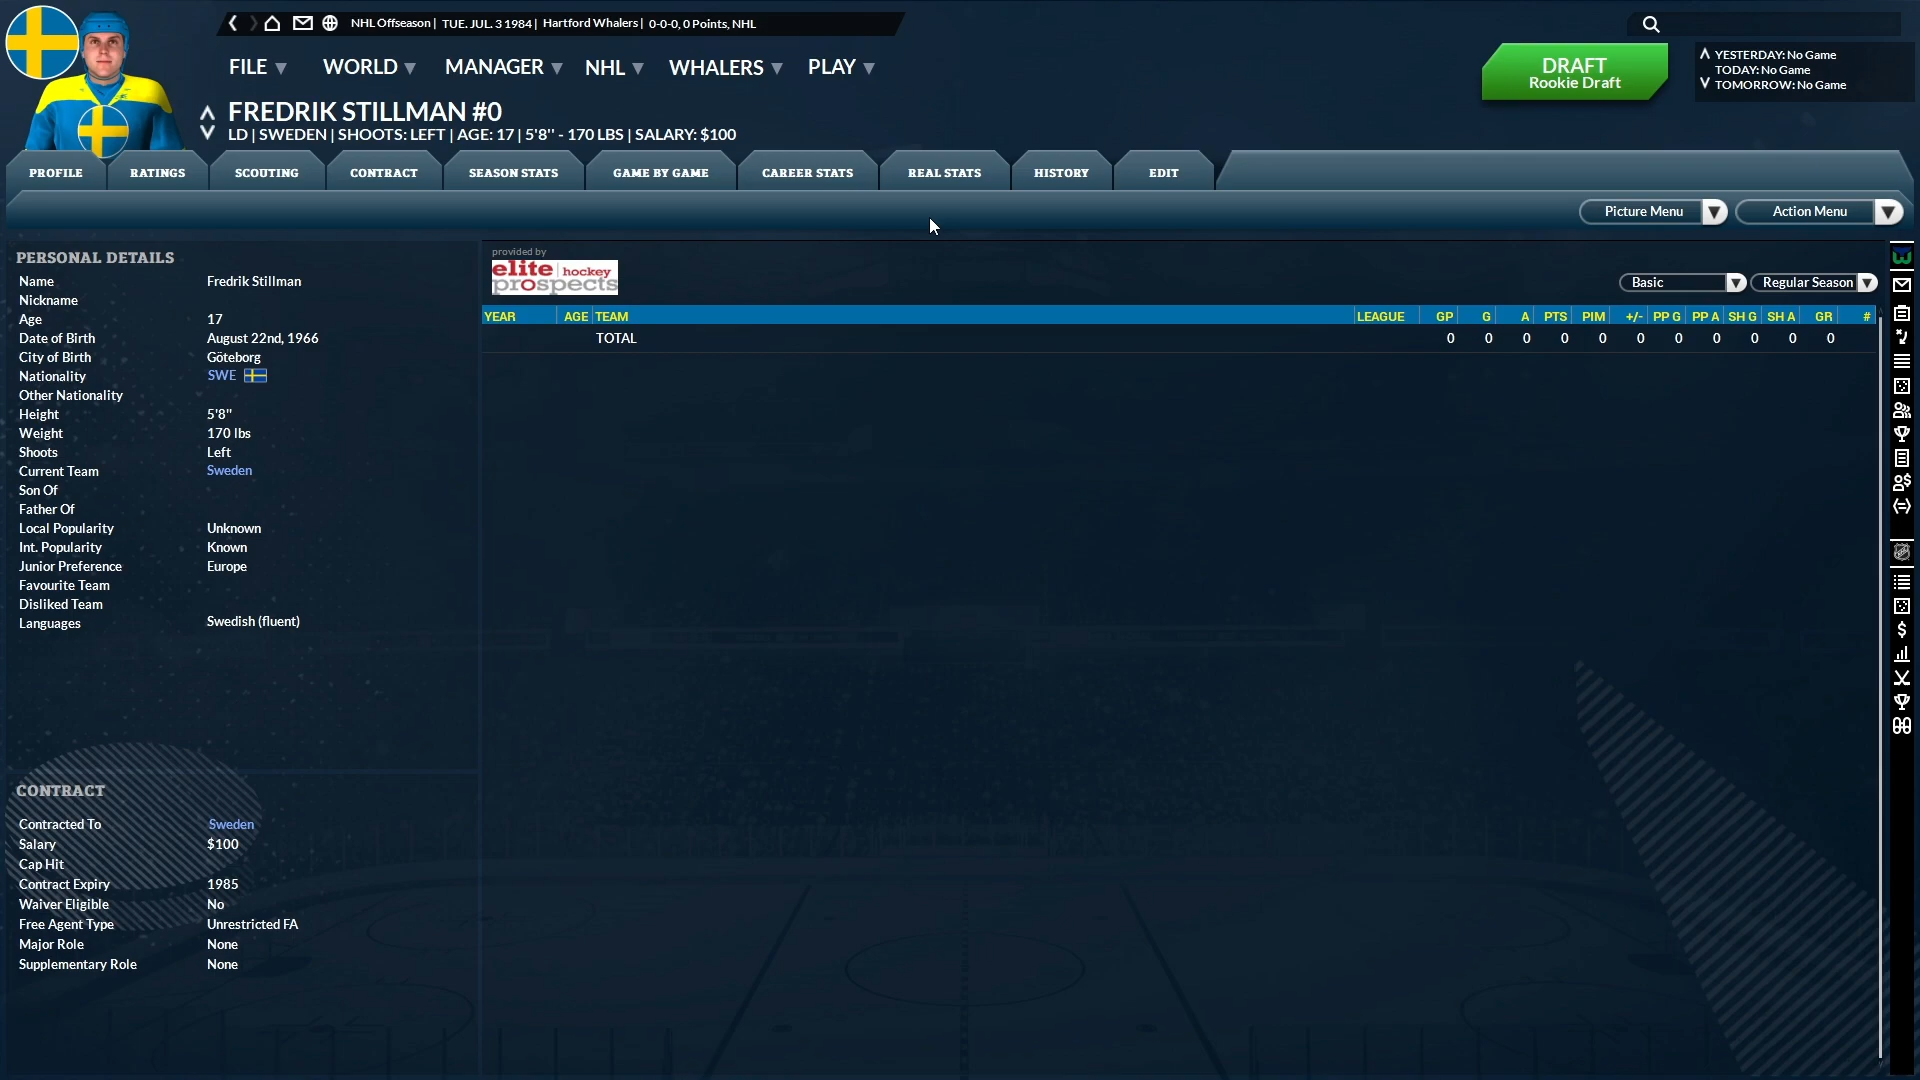 NHL Offseason | TUE. JUL. 3 1984 | Hartford Whalers | 0-0-0, 0 Points, NHL
FILE WORLD MANAGER NHL WHALERS PLAY
DRAFT
Rookie Draft
YESTERDAY: No Game
TODAY: No Game
TOMORROW: No Game
FREDRIK STILLMAN #0
LD | SWEDEN | SHOOTS: LEFT | AGE: 17 | 5'8'' - 170 LBS | SALARY: $100
PROFILE RATINGS SCOUTING CONTRACT SEASON STATS GAME BY GAME CAREER STATS REAL STATS HISTORY EDIT
Picture Menu Action Menu
PERSONAL DETAILS
Name Fredrik Stillman
Nickname
Age 17
Date of Birth August 22nd, 1966
City of Birth Göteborg
Nationality SWE
Other Nationality
Height 5'8''
Weight 170 lbs
Shoots Left
Current Team Sweden
Son Of
Father Of
Local Popularity Unknown
Int. Popularity Known
Junior Preference Europe
Favourite Team
Disliked Team
Languages Swedish (fluent)
CONTRACT
Contracted To Sweden
Salary $100
Cap Hit
Contract Expiry 1985
Waiver Eligible No
Free Agent Type Unrestricted FA
Major Role None
Supplementary Role None
provided by
elite hockey
prospects
Basic Regular Season
YEAR AGE TEAM LEAGUE GP G A PTS PIM +/- PP G PP A SH G SH A GR #
TOTAL 0 0 0 0 0 0 0 0 0 0 0